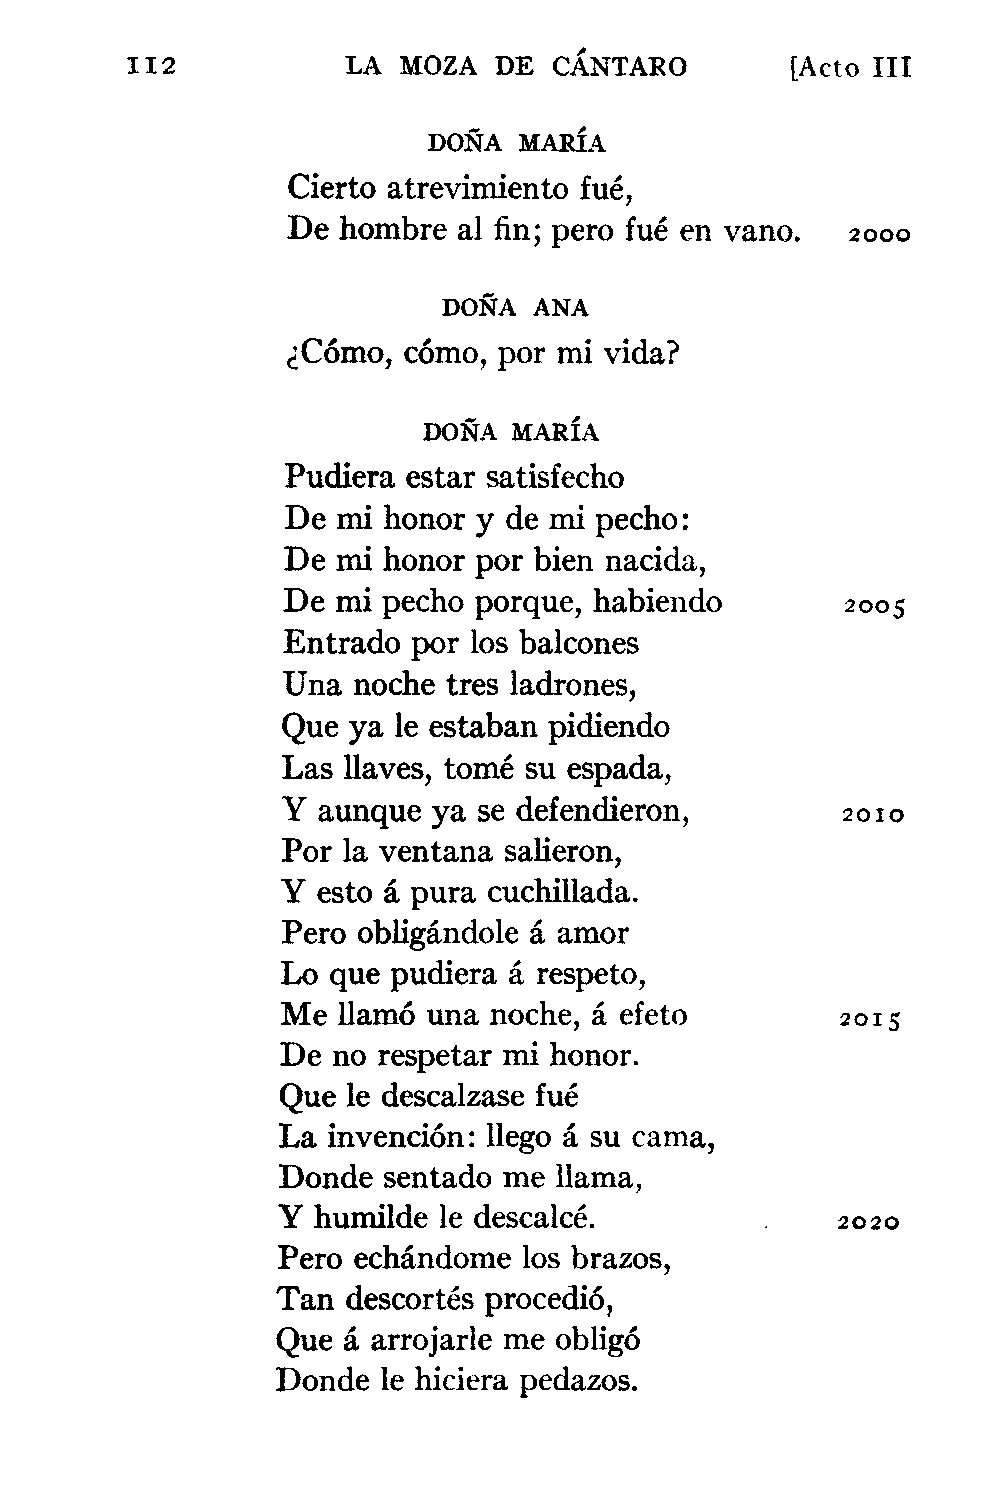 112 LA MOZA DE CÁNTARO [Acto III
DOÑA MARÍA
Cierto atrevimiento fué,
De hombre al fin; pero fué en vano. 2000
DOÑA ANA
¿Cómo, cómo, por mi vida?
DOÑA MARÍA
Pudiera estar satisfecho
De mi honor y de mi pecho:
De mi honor por bien nacida,
De mi pecho porque, habiendo 2005
Entrado por los balcones
Una noche tres ladrones,
Que ya le estaban pidiendo
Las llaves, tomé su espada,
Y aunque ya se defendieron, 2010
Por la ventana salieron,
Y esto á pura cuchillada.
Pero obligándole á amor
Lo que pudiera á respeto,
Me llamó una noche, á efeto 2015
De no respetar mi honor.
Que le descalzase fué
La invención: llego á su cama,
Donde sentado me llama,
Y humilde le descalcé. 2020
Pero echándome los brazos,
Tan descortés procedió,
Que á arrojarle me obligó
Donde le hiciera pedazos.